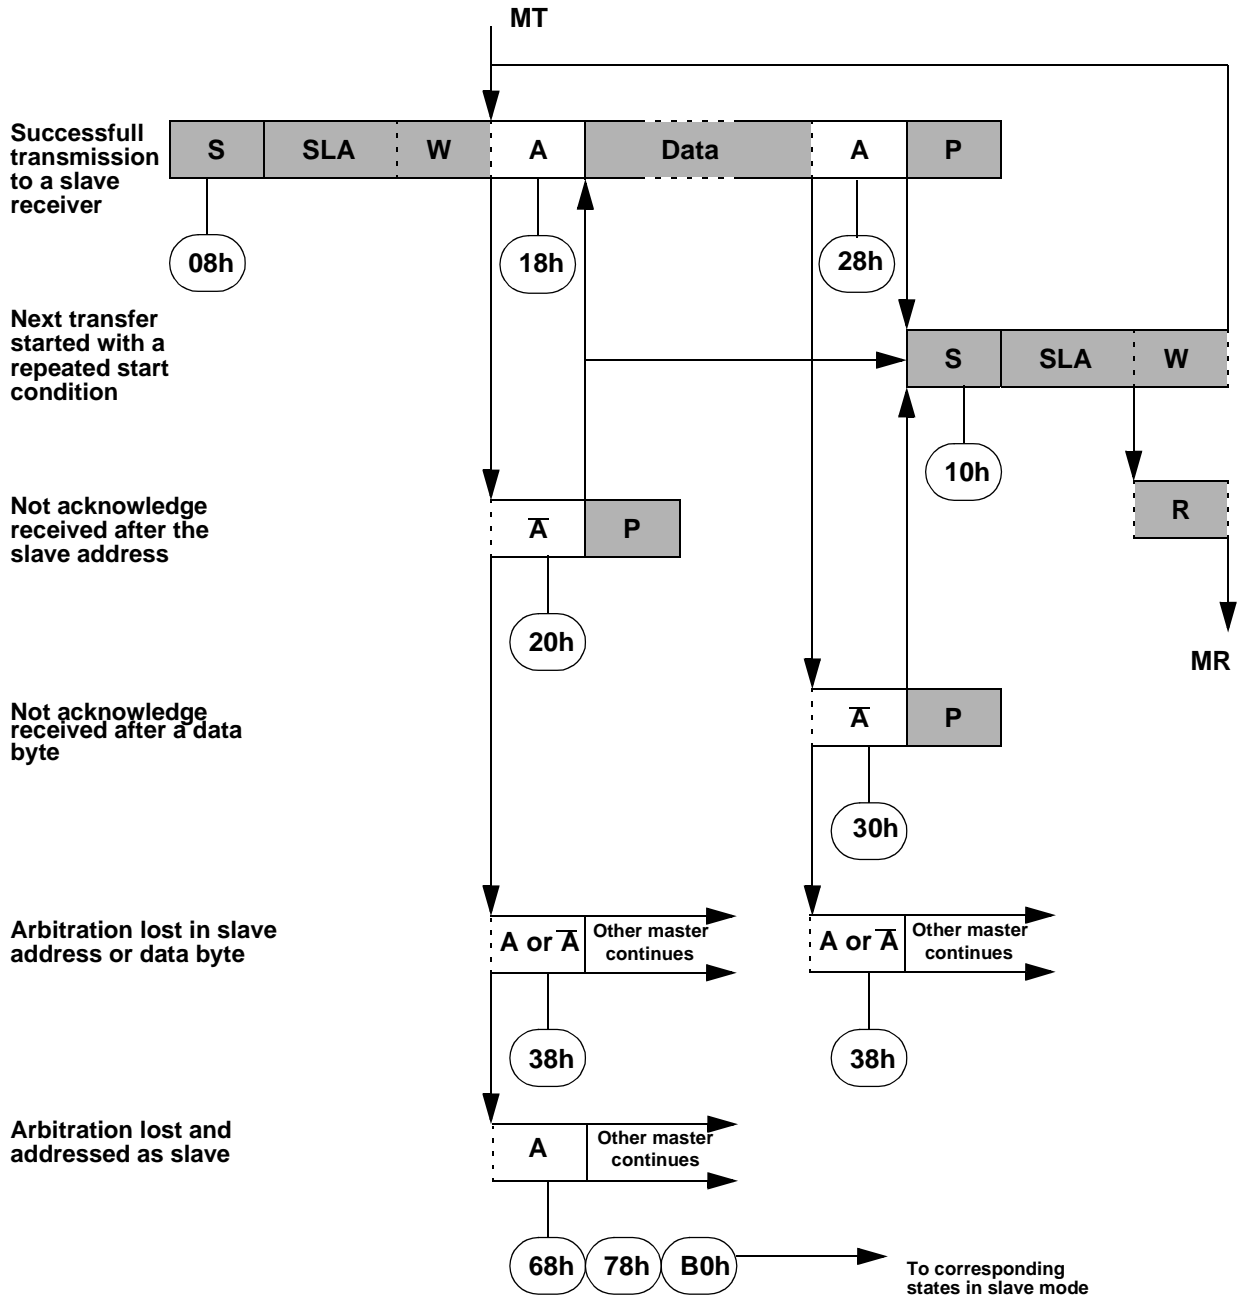 MT
Successfull
transmission
to a slave
receiver
S SLA W A Data A P
08h 18h 28h
Next transfer
started with a
repeated start
condition
S SLA W
10h
Not acknowledge
received after the
slave address
A̅ P
R
20h
MR
Not acknowledge
received after a data
byte
A̅ P
30h
Arbitration lost in slave
address or data byte
A or A̅ Other master
continues
A or A̅ Other master
continues
38h 38h
Arbitration lost and
addressed as slave
A Other master
continues
68h 78h B0h
To corresponding
states in slave mode